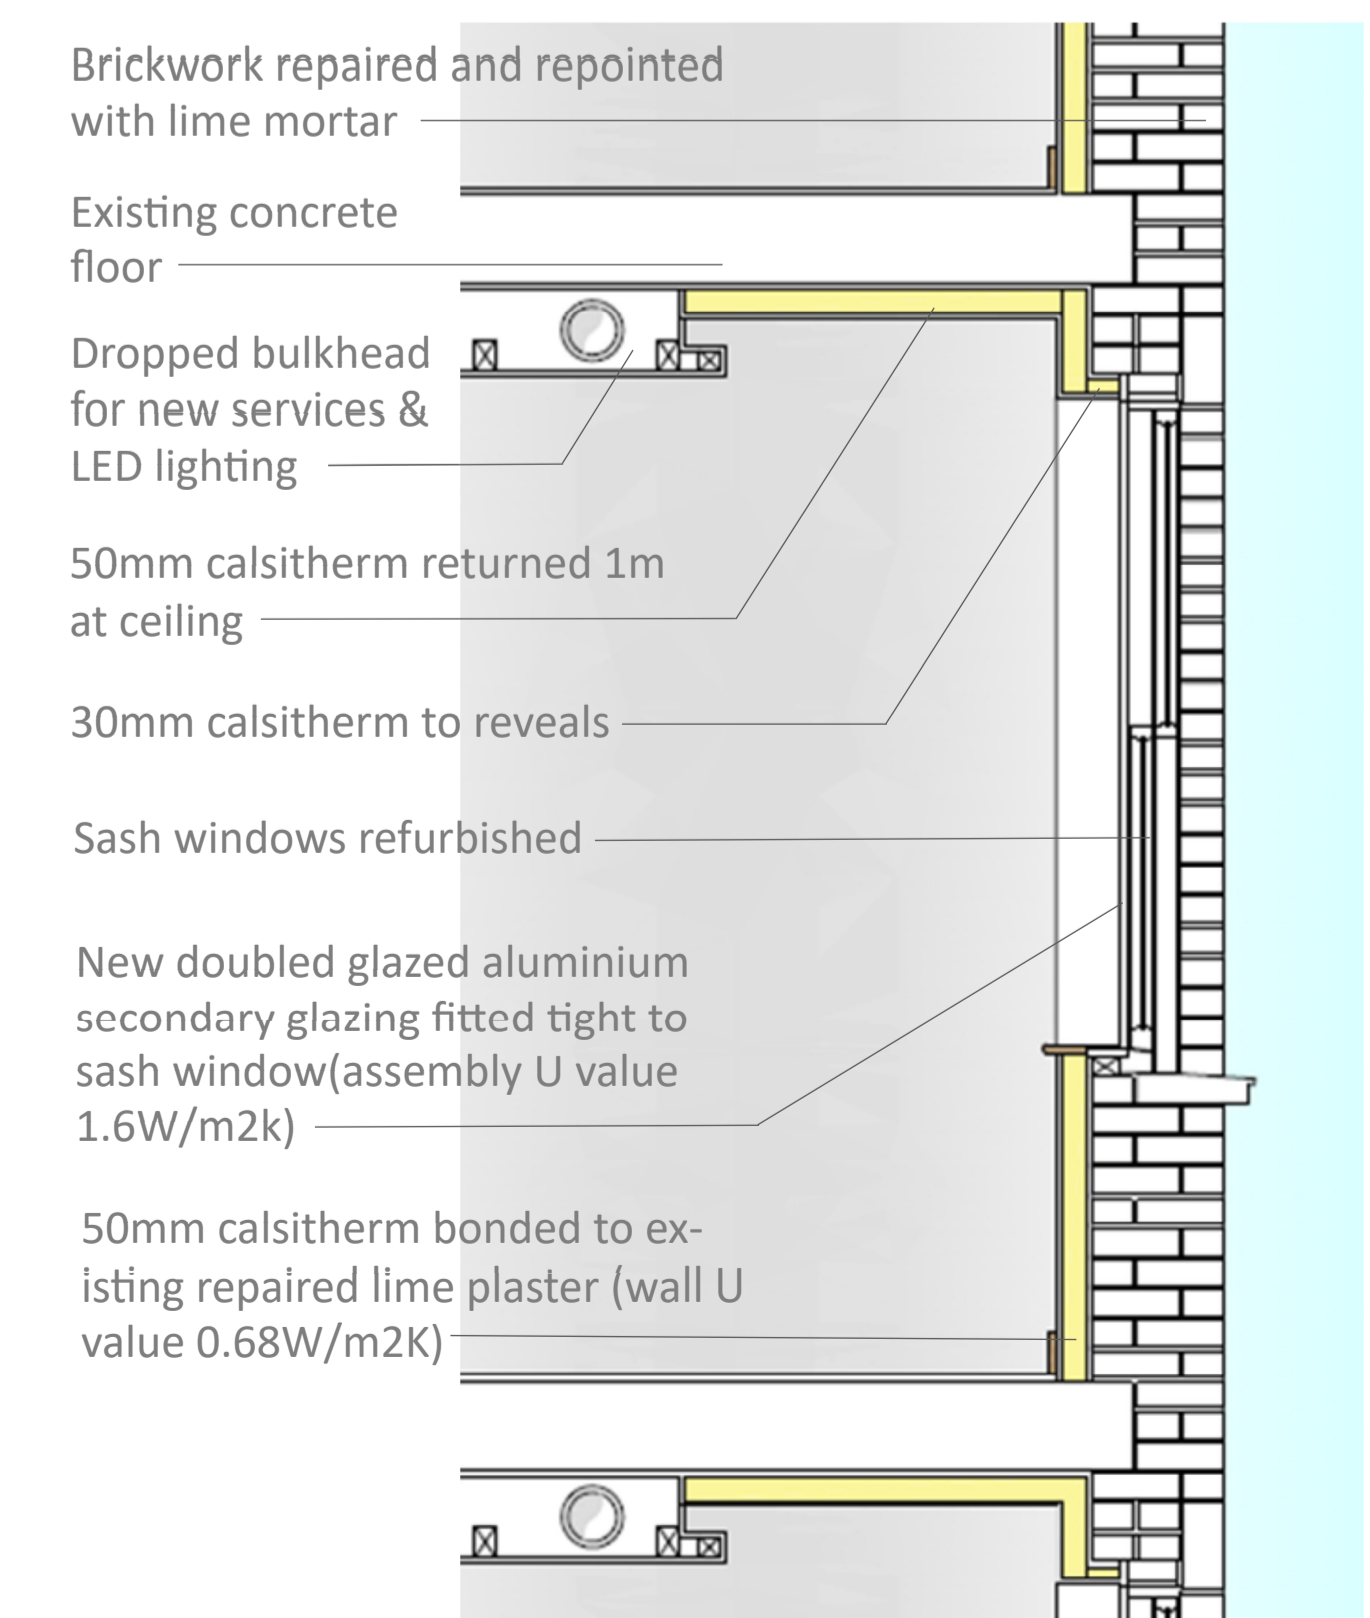 Brickwork repaired and repointed
with lime mortar
Existing concrete
floor
Dropped bulkhead
for new services &
LED lighting
50mm calsitherm returned 1m
at ceiling
30mm calsitherm to reveals
Sash windows refurbished
New doubled glazed aluminium
secondary glazing fitted tight to
sash window(assembly U value
1.6W/m2k)
50mm calsitherm bonded to ex-
isting repaired lime plaster (wall U
value 0.68W/m2K)